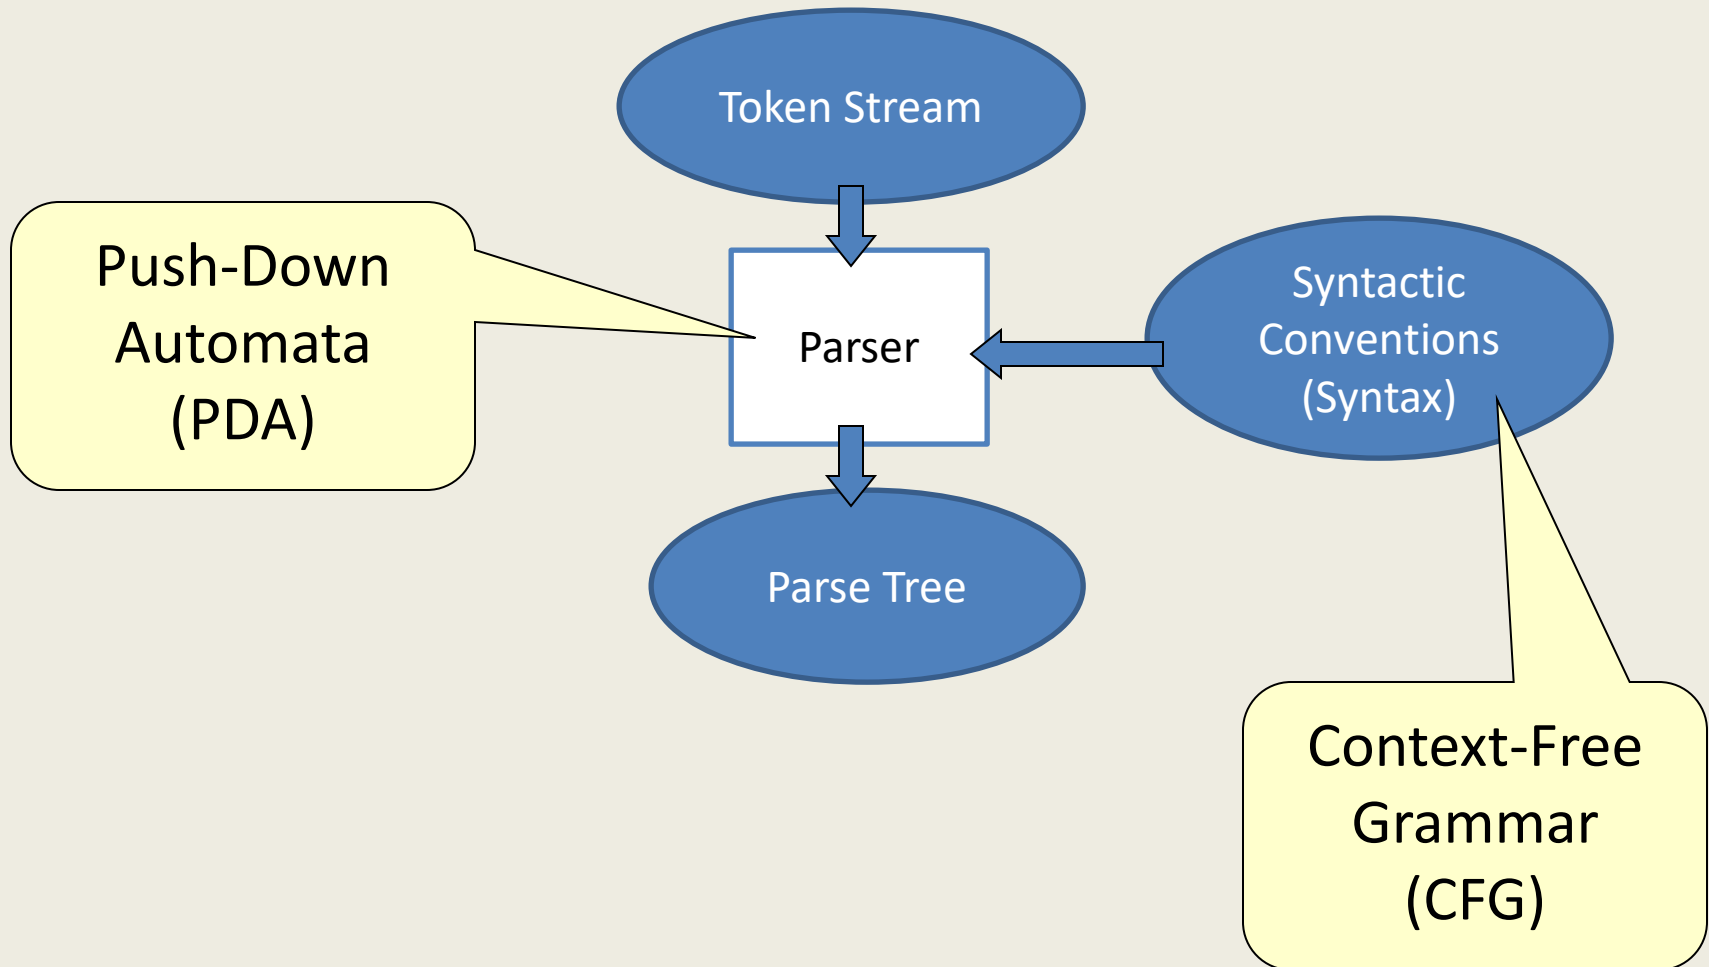 Token Stream
Push-Down
Automata
(PDA)
Parser
Syntactic
Conventions
(Syntax)
Parse Tree
Context-Free
Grammar
(CFG)